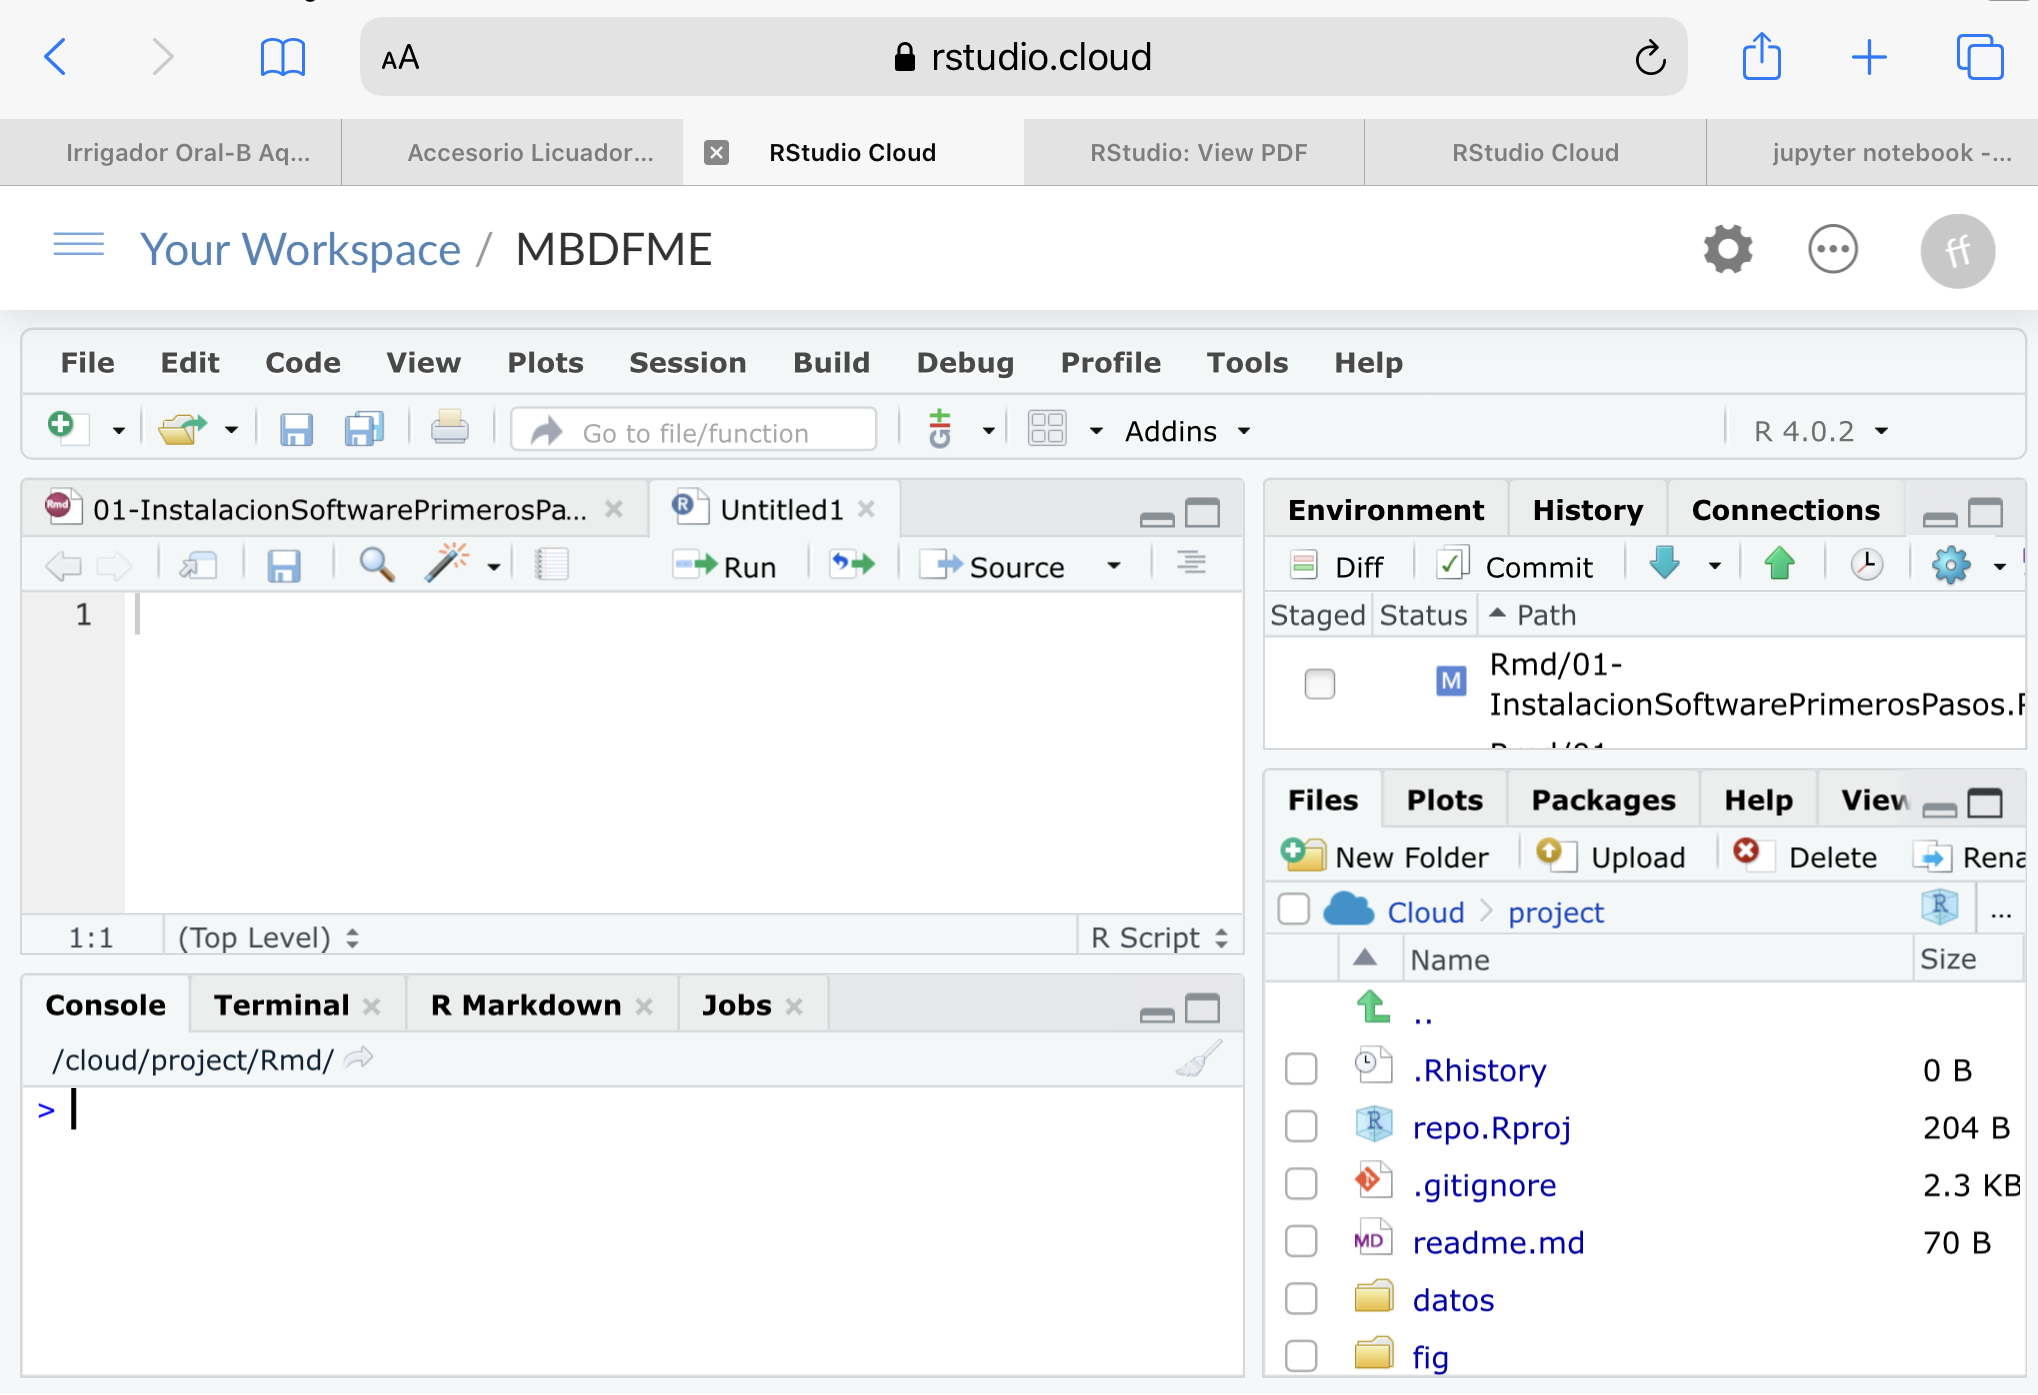 AA rstudio.cloud
Irrigador Oral-B Aq... Accesorio Licuador... RStudio Cloud RStudio: View PDF RStudio Cloud jupyter notebook -...
Your Workspace / MBDFME ff
File Edit Code View Plots Session Build Debug Profile Tools Help
Go to file/function Addins R 4.0.2
01-InstalacionSoftwarePrimerosPa... Untitled1
Run Source
1
1:1 (Top Level) R Script
Console Terminal R Markdown Jobs
/cloud/project/Rmd/
>
Environment History Connections
Diff Commit
Staged Status Path
M Rmd/01-
InstalacionSoftwarePrimerosPasos.R
Files Plots Packages Help View
New Folder Upload Delete Rena
Cloud project ...
Name Size
..
.Rhistory 0 B
repo.Rproj 204 B
.gitignore 2.3 KB
MD readme.md 70 B
datos
fig